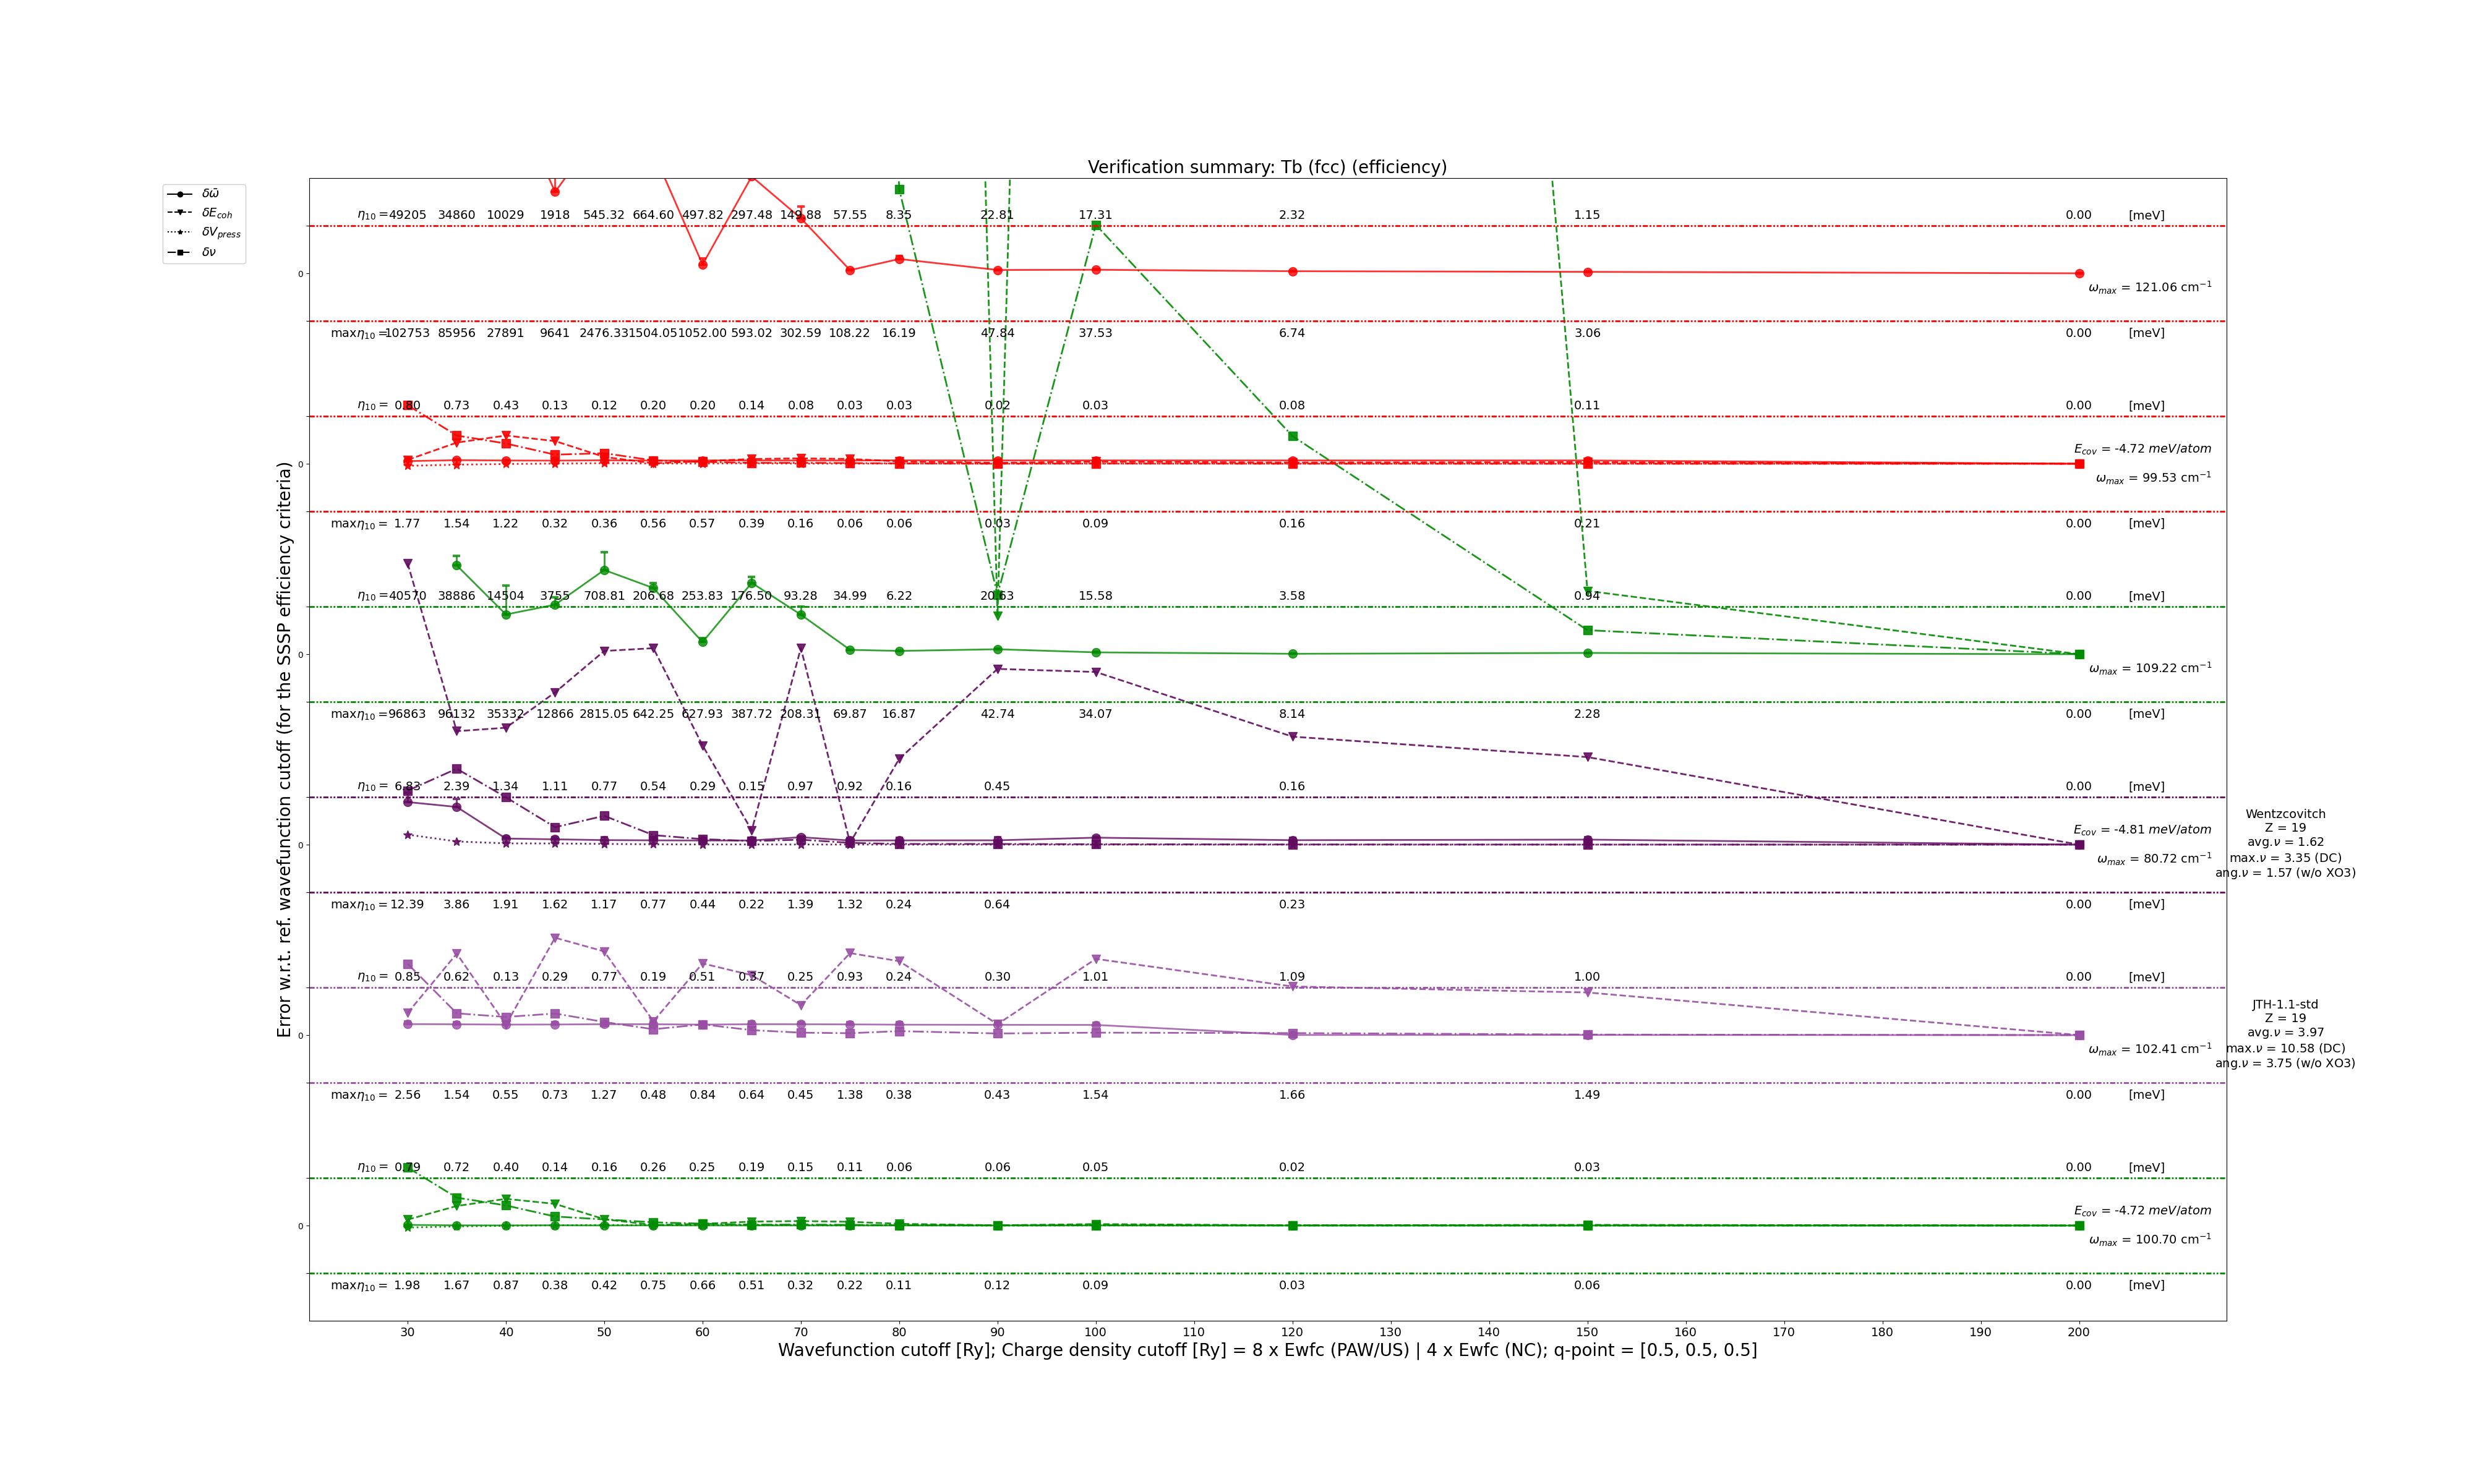 Verification summary: Tb (fcc) (efficiency)
δω̄
δE_coh
δV_press
δν
Error w.r.t. ref. wavefunction cutoff (for the SSSP efficiency criteria)
η₁₀ = 49205 34860 10029 1918 545.32 664.60 497.82 297.48 149.88 57.55 8.35 22.81 17.31 2.32 1.15 0.00 [meV]
0
ω_max = 121.06 cm⁻¹
maxη₁₀ = 102753 85956 27891 9641 2476.33 1504.05 1052.00 593.02 302.59 108.22 16.19 47.84 37.53 6.74 3.06 0.00 [meV]
η₁₀ = 0.80 0.73 0.43 0.13 0.12 0.20 0.20 0.14 0.08 0.03 0.03 0.02 0.03 0.08 0.11 0.00 [meV]
E_cov = -4.72 meV/atom
0
ω_max = 99.53 cm⁻¹
maxη₁₀ = 1.77 1.54 1.22 0.32 0.36 0.56 0.57 0.39 0.16 0.06 0.06 0.03 0.09 0.16 0.21 0.00 [meV]
η₁₀ = 40570 38886 14504 3755 708.81 206.68 253.83 176.50 93.28 34.99 6.22 20.63 15.58 3.58 0.94 0.00 [meV]
0
ω_max = 109.22 cm⁻¹
maxη₁₀ = 96863 96132 35332 12866 2815.05 642.25 627.93 387.72 208.31 69.87 16.87 42.74 34.07 8.14 2.28 0.00 [meV]
η₁₀ = 6.83 2.39 1.34 1.11 0.77 0.54 0.29 0.15 0.97 0.92 0.16 0.45 0.16 0.00 [meV]
E_cov = -4.81 meV/atom
0
ω_max = 80.72 cm⁻¹
Wentzcovitch
Z = 19
avg.ν = 1.62
max.ν = 3.35 (DC)
ang.ν = 1.57 (w/o XO3)
maxη₁₀ = 12.39 3.86 1.91 1.62 1.17 0.77 0.44 0.22 1.39 1.32 0.24 0.64 0.23 0.00 [meV]
η₁₀ = 0.85 0.62 0.13 0.29 0.77 0.19 0.51 0.37 0.25 0.93 0.24 0.30 1.01 1.09 1.00 0.00 [meV]
0
ω_max = 102.41 cm⁻¹
JTH-1.1-std
Z = 19
avg.ν = 3.97
max.ν = 10.58 (DC)
ang.ν = 3.75 (w/o XO3)
maxη₁₀ = 2.56 1.54 0.55 0.73 1.27 0.48 0.84 0.64 0.45 1.38 0.38 0.43 1.54 1.66 1.49 0.00 [meV]
η₁₀ = 0.79 0.72 0.40 0.14 0.16 0.26 0.25 0.19 0.15 0.11 0.06 0.06 0.05 0.02 0.03 0.00 [meV]
E_cov = -4.72 meV/atom
0
ω_max = 100.70 cm⁻¹
maxη₁₀ = 1.98 1.67 0.87 0.38 0.42 0.75 0.66 0.51 0.32 0.22 0.11 0.12 0.09 0.03 0.06 0.00 [meV]
30 40 50 60 70 80 90 100 110 120 130 140 150 160 170 180 190 200
Wavefunction cutoff [Ry]; Charge density cutoff [Ry] = 8 x Ewfc (PAW/US) | 4 x Ewfc (NC); q-point = [0.5, 0.5, 0.5]